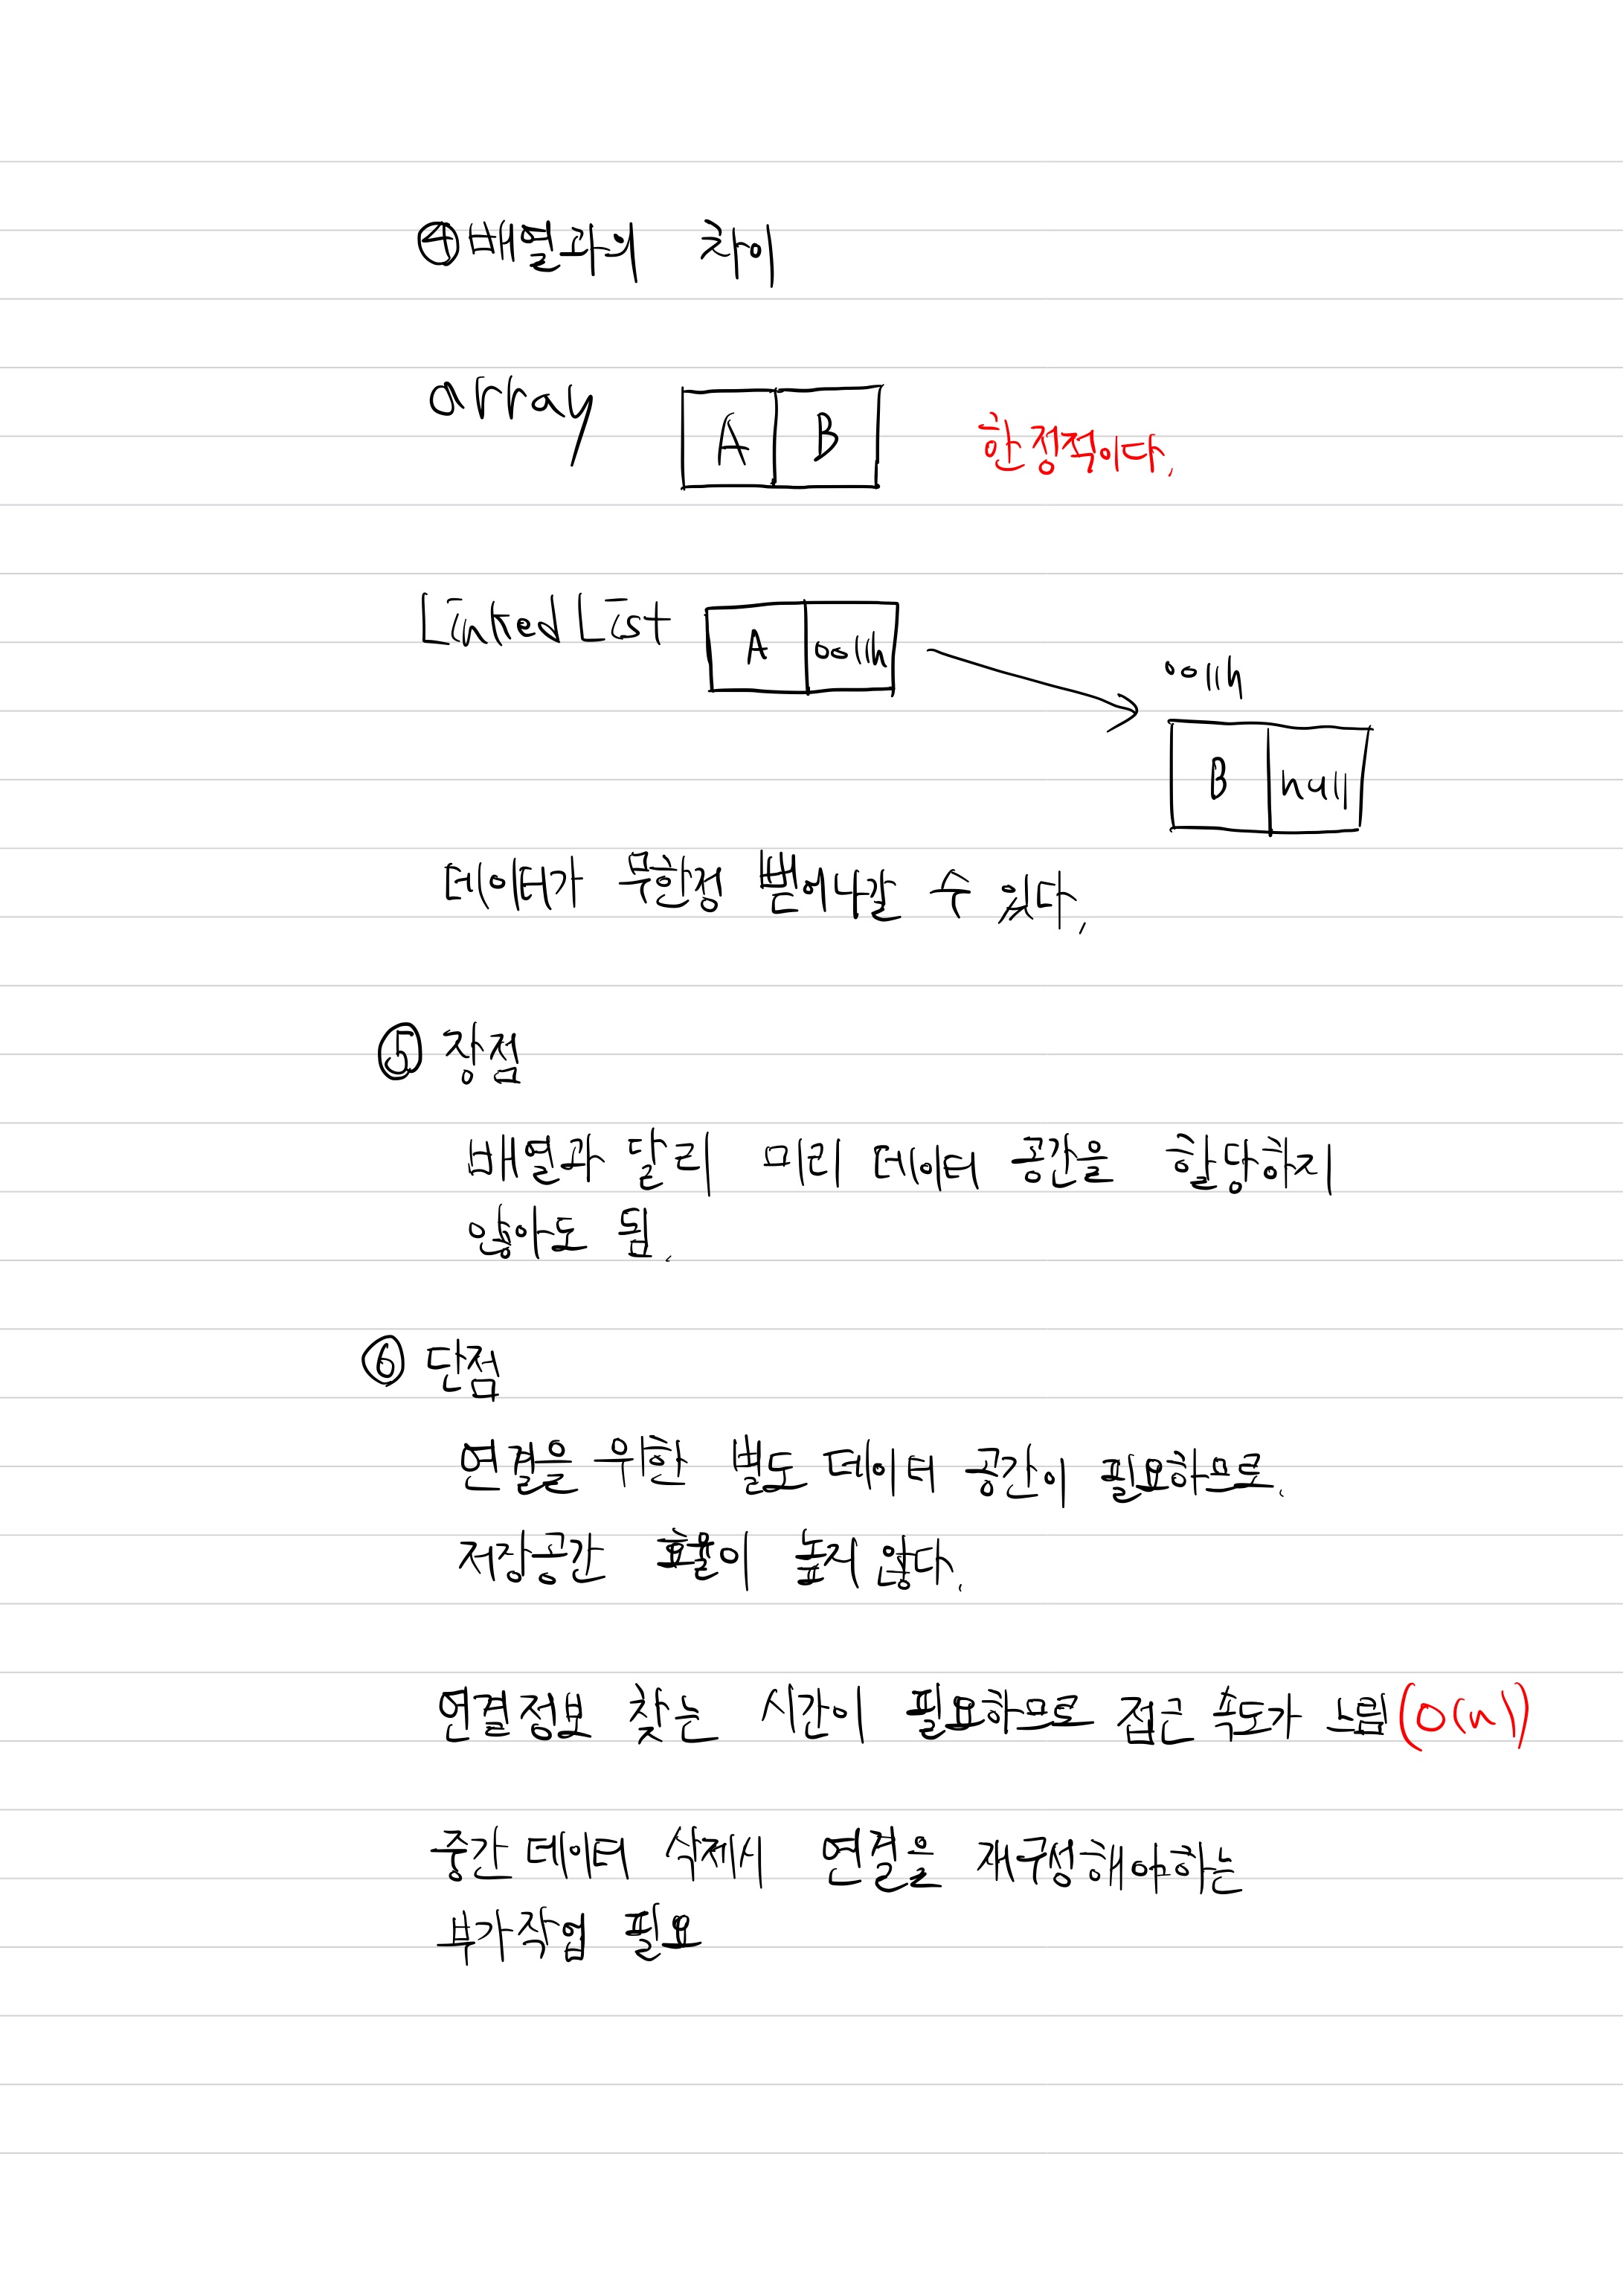 ④ 배열과의 차이
array A B 한정적이다.
Linked List A 0011h
0011h
B null
데이터가 무한정 뻗어나갈 수 있다.
⑤ 장점
배열과 달리 미리 데이터 공간을 할당하지
않아도 됨.
⑥ 단점
연결을 위한 별도 데이터 공간이 필요하므로.
저장공간 효율이 높지 않다.
연결정보 찾는 시간이 필요하므로 접근 속도가 느림 (O(n))
중간 데이터 삭제시 연결을 재구성해야하는
부가작업 필요